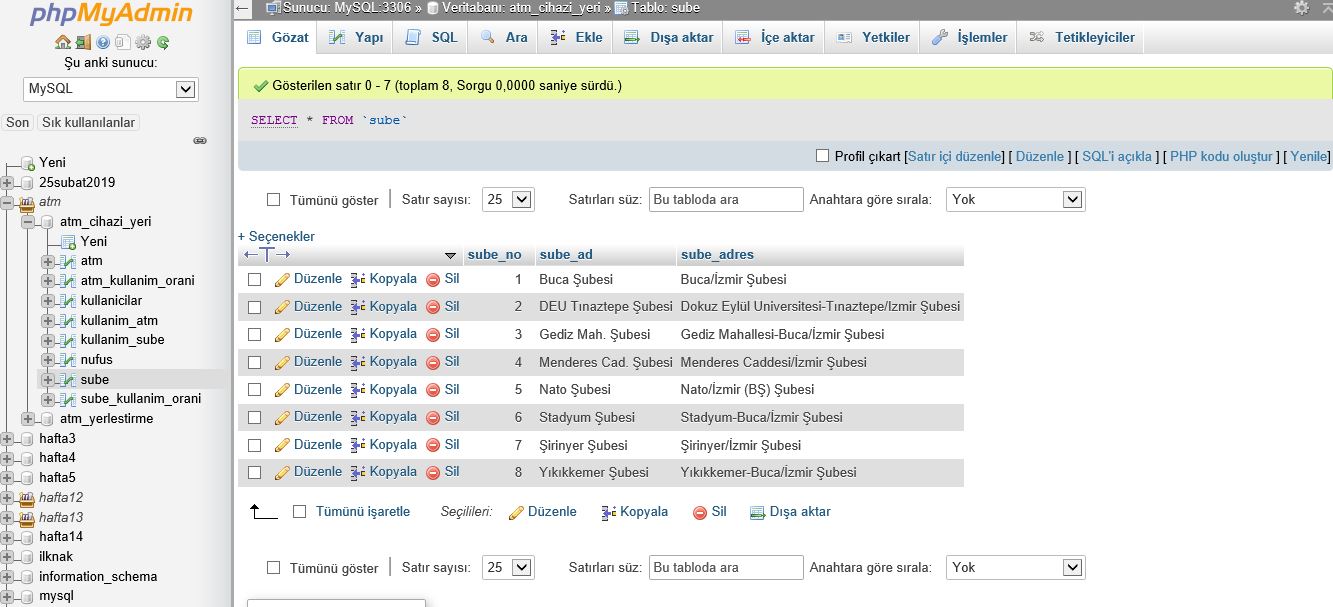 phpMyAdmin
Şu anki sunucu:
MySQL
Son Sık kullanılanlar
Yeni
25subat2019
atm
atm_cihazi_yeri
Yeni
atm
atm_kullanim_orani
kullanicilar
kullanim_atm
kullanim_sube
nufus
sube
sube_kullanim_orani
atm_yerlestirme
hafta3
hafta4
hafta5
hafta12
hafta13
hafta14
ilknak
information_schema
mysql
Sunucu: MySQL:3306 » Veritabanı: atm_cihazi_yeri » Tablo: sube
Gözat Yapı SQL Ara Ekle Dışa aktar İçe aktar Yetkiler İşlemler Tetikleyiciler
Gösterilen satır 0 - 7 (toplam 8, Sorgu 0,0000 saniye sürdü.)
SELECT * FROM `sube`
Profil çıkart [Satır içi düzenle] [ Düzenle ] [ SQL'i açıkla ] [ PHP kodu oluştur ] [ Yenile]
Tümünü göster Satır sayısı: 25 Satırları süz: Bu tabloda ara Anahtara göre sırala: Yok
+ Seçenekler
←T→ sube_no sube_ad sube_adres
Düzenle Kopyala Sil 1 Buca Şubesi Buca/İzmir Şubesi
Düzenle Kopyala Sil 2 DEU Tınaztepe Şubesi Dokuz Eylül Universitesi-Tınaztepe/Izmir Şubesi
Düzenle Kopyala Sil 3 Gediz Mah. Şubesi Gediz Mahallesi-Buca/İzmir Şubesi
Düzenle Kopyala Sil 4 Menderes Cad. Şubesi Menderes Caddesi/İzmir Şubesi
Düzenle Kopyala Sil 5 Nato Şubesi Nato/İzmir (BŞ) Şubesi
Düzenle Kopyala Sil 6 Stadyum Şubesi Stadyum-Buca/İzmir Şubesi
Düzenle Kopyala Sil 7 Şirinyer Şubesi Şirinyer/İzmir Şubesi
Düzenle Kopyala Sil 8 Yıkıkkemer Şubesi Yıkıkkemer-Buca/İzmir Şubesi
Tümünü işaretle Seçilileri: Düzenle Kopyala Sil Dışa aktar
Tümünü göster Satır sayısı: 25 Satırları süz: Bu tabloda ara Anahtara göre sırala: Yok